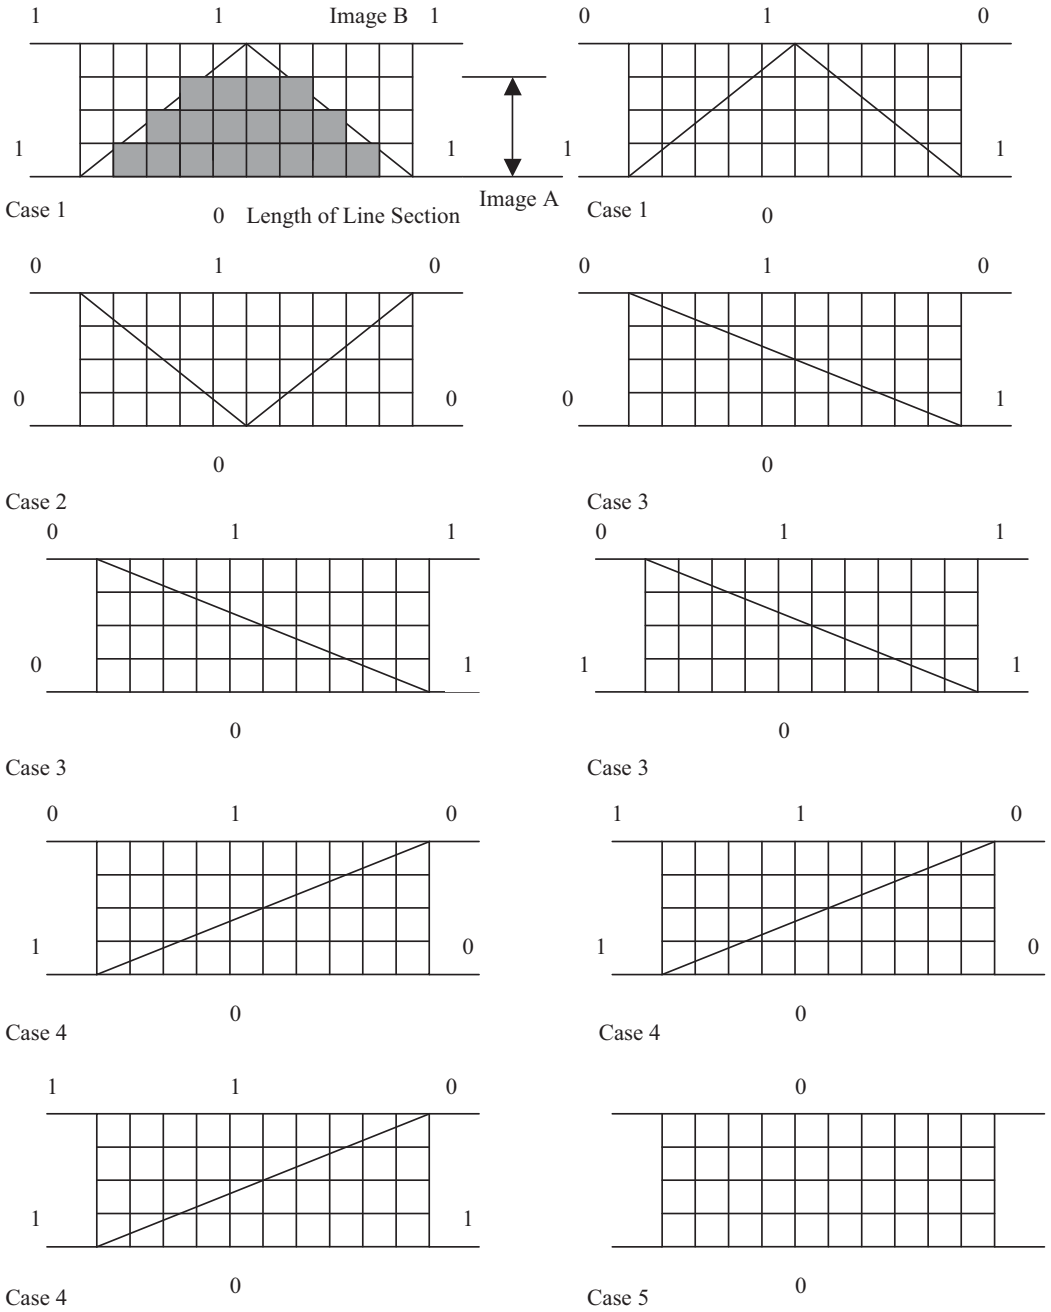 1 1 Image B 1 0 1 0
1 1 1 1
Case 1 0 Length of Line Section Image A Case 1 0
0 1 0 0 1 0
0 0 0 1
0 0
Case 2 Case 3
0 1 1 0 1 1
0 1 1 1
0 0
Case 3 Case 3
0 1 0 1 1 0
1 0 1 0
0 0
Case 4 Case 4
1 1 0 0
1 1
0 0
Case 4 Case 5